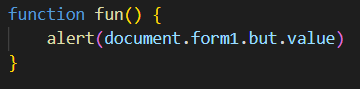 function fun() {
    alert(document.form1.but.value)
}